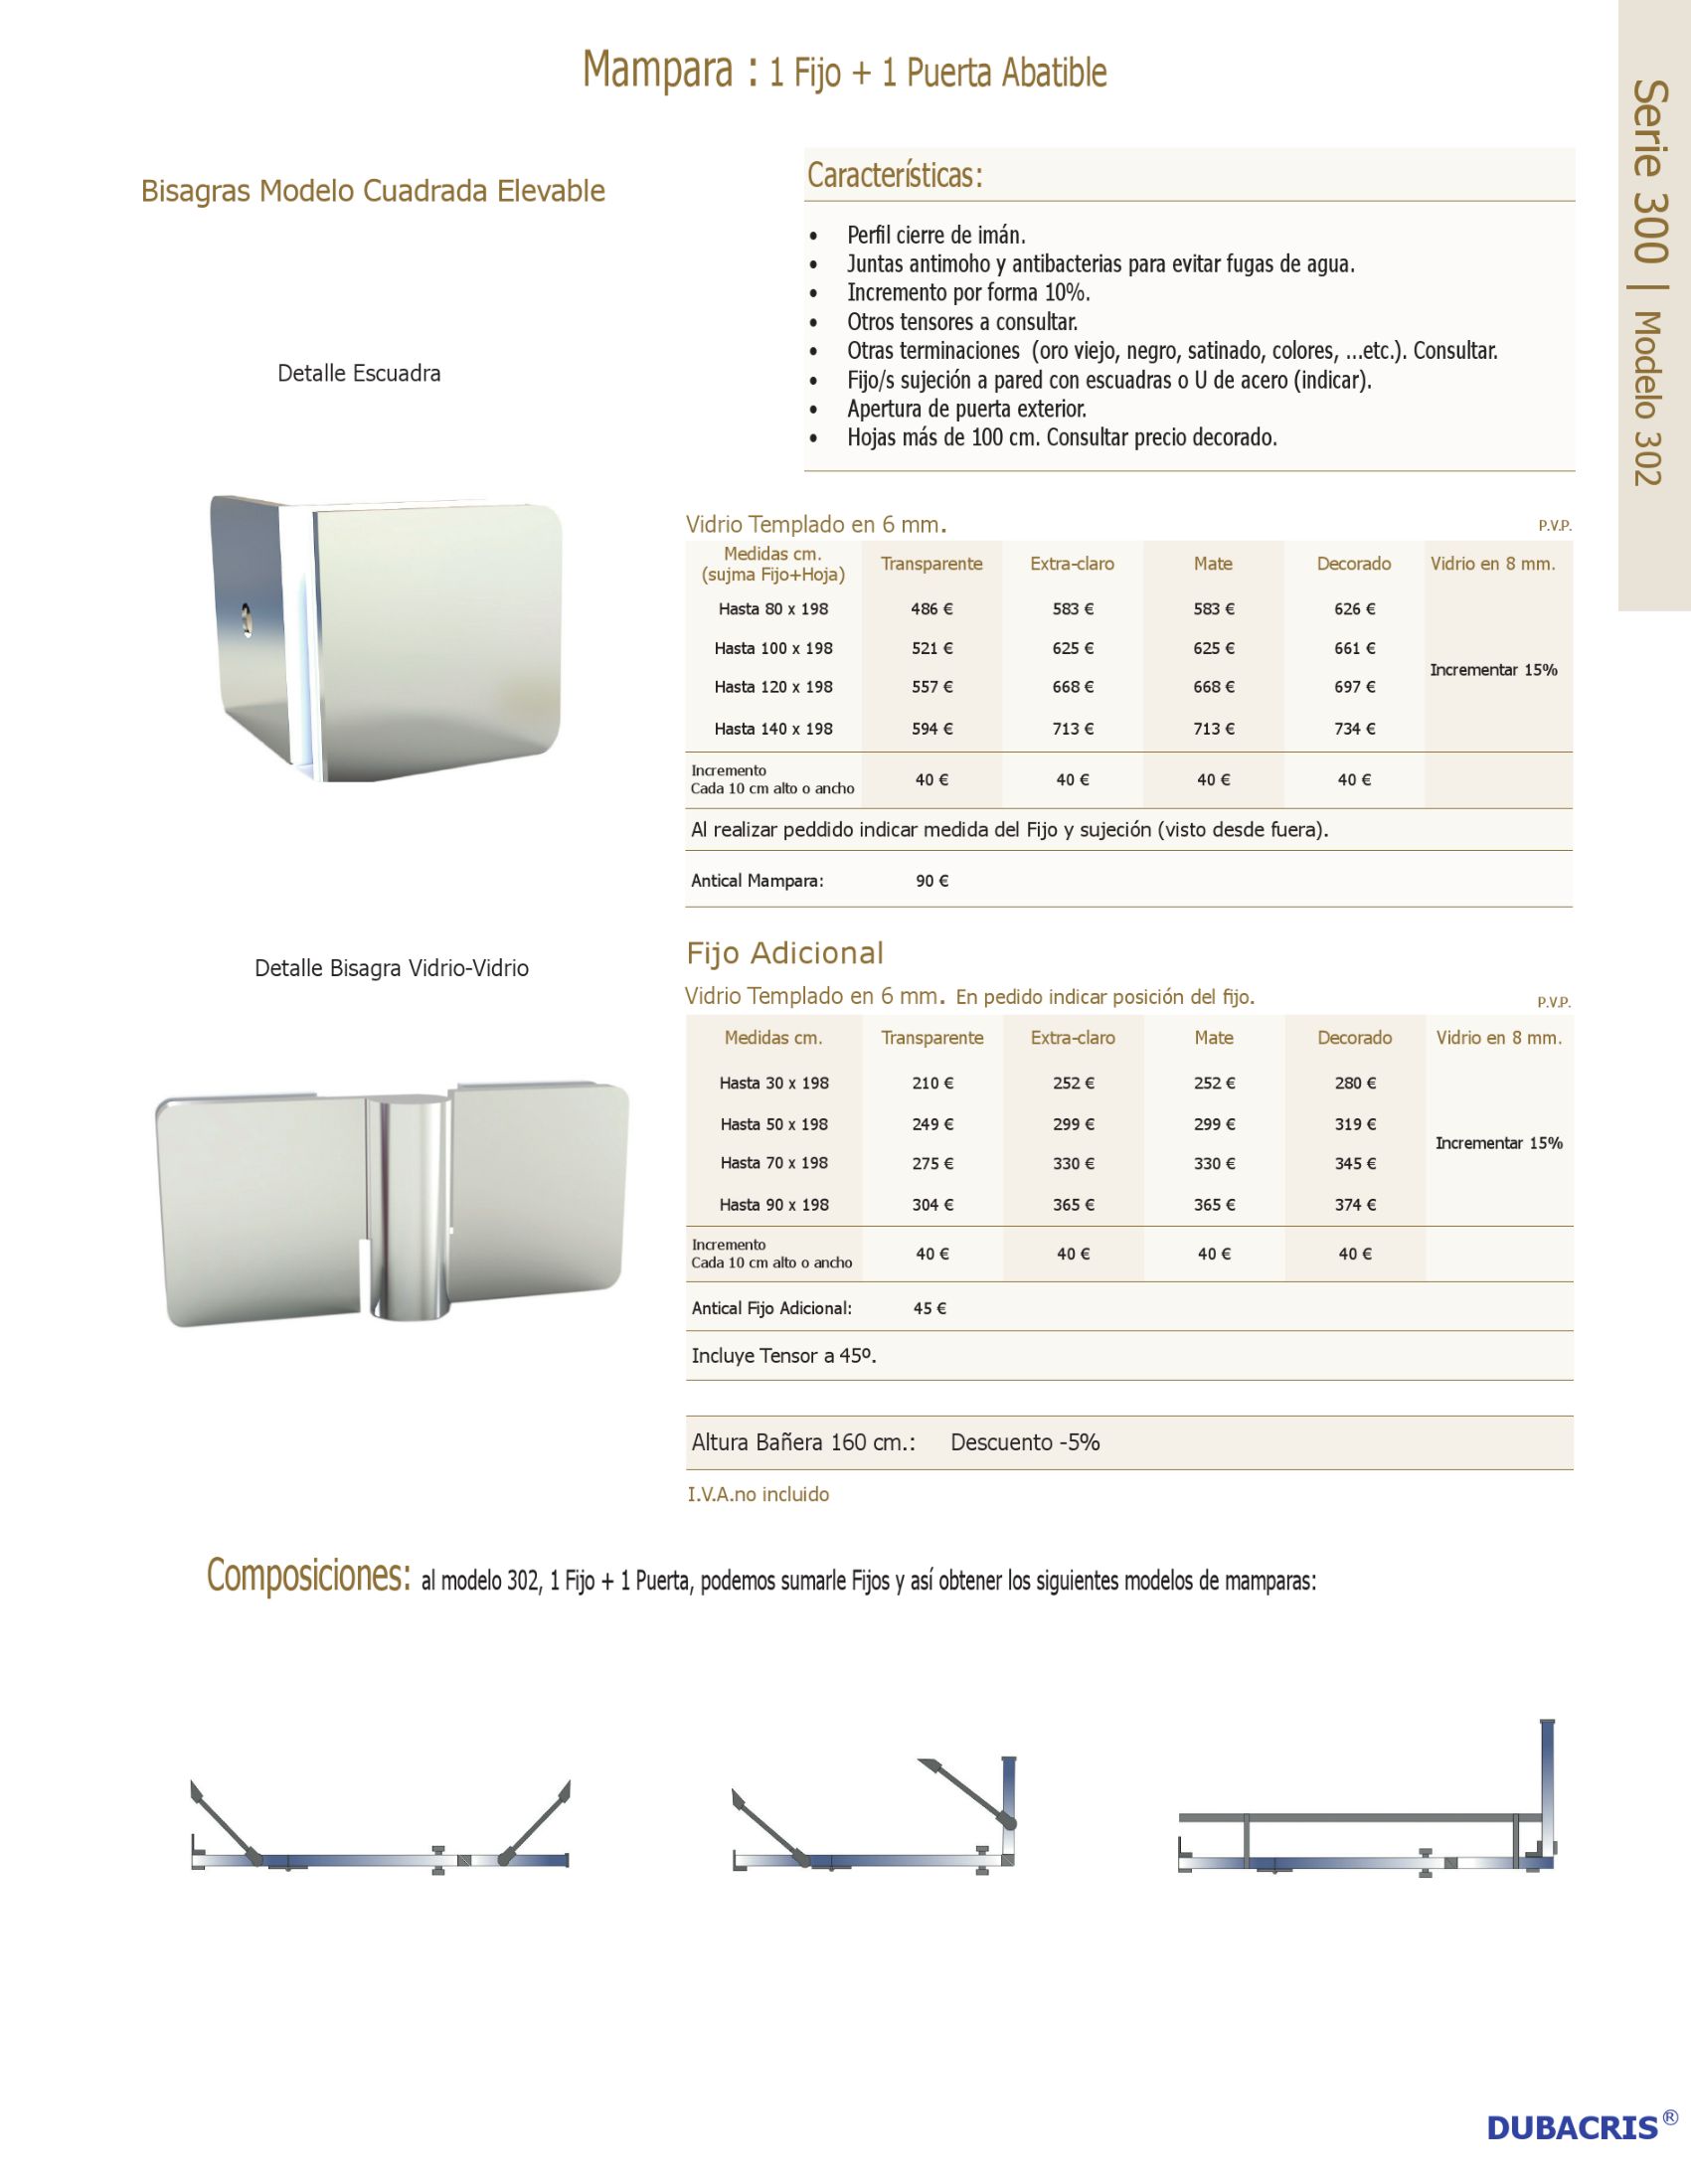 Mampara : 1 Fijo + 1 Puerta Abatible
Serie 300 | Modelo 302
Bisagras Modelo Cuadrada Elevable
Detalle Escuadra
Características:
• Perfil cierre de imán.
• Juntas antimoho y antibacterias para evitar fugas de agua.
• Incremento por forma 10%.
• Otros tensores a consultar.
• Otras terminaciones (oro viejo, negro, satinado, colores, ...etc.). Consultar.
• Fijo/s sujeción a pared con escuadras o U de acero (indicar).
• Apertura de puerta exterior.
• Hojas más de 100 cm. Consultar precio decorado.
Vidrio Templado en 6 mm. P.V.P.
Medidas cm.
(sujma Fijo+Hoja) Transparente Extra-claro Mate Decorado Vidrio en 8 mm.
Hasta 80 x 198 486 € 583 € 583 € 626 €
Hasta 100 x 198 521 € 625 € 625 € 661 €
Incrementar 15%
Hasta 120 x 198 557 € 668 € 668 € 697 €
Hasta 140 x 198 594 € 713 € 713 € 734 €
Incremento
Cada 10 cm alto o ancho 40 € 40 € 40 € 40 €
Al realizar peddido indicar medida del Fijo y sujeción (visto desde fuera).
Antical Mampara: 90 €
Detalle Bisagra Vidrio-Vidrio
Fijo Adicional
Vidrio Templado en 6 mm. En pedido indicar posición del fijo. P.V.P.
Medidas cm. Transparente Extra-claro Mate Decorado Vidrio en 8 mm.
Hasta 30 x 198 210 € 252 € 252 € 280 €
Hasta 50 x 198 249 € 299 € 299 € 319 €
Incrementar 15%
Hasta 70 x 198 275 € 330 € 330 € 345 €
Hasta 90 x 198 304 € 365 € 365 € 374 €
Incremento
Cada 10 cm alto o ancho 40 € 40 € 40 € 40 €
Antical Fijo Adicional: 45 €
Incluye Tensor a 45º.
Altura Bañera 160 cm.: Descuento -5%
I.V.A.no incluido
Composiciones: al modelo 302, 1 Fijo + 1 Puerta, podemos sumarle Fijos y así obtener los siguientes modelos de mamparas:
DUBACRIS®